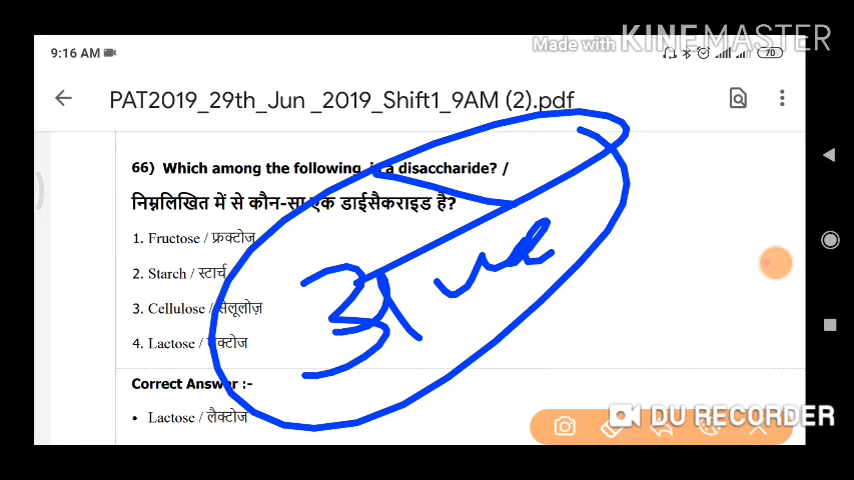 Made with KINEMASTER
9:16 AM
70
PAT2019_29th_Jun _2019_Shift1_9AM (2).pdf
66) Which among the following is a disaccharide? /
निम्नलिखित में से कौन-सा एक डाईसैकराइड है?
1. Fructose / फ्रक्टोज़
2. Starch / स्टार्च
3. Cellulose / सेलूलोज़
4. Lactose / लैक्टोज
Correct Answer :-
• Lactose / लैक्टोज
DU RECORDER